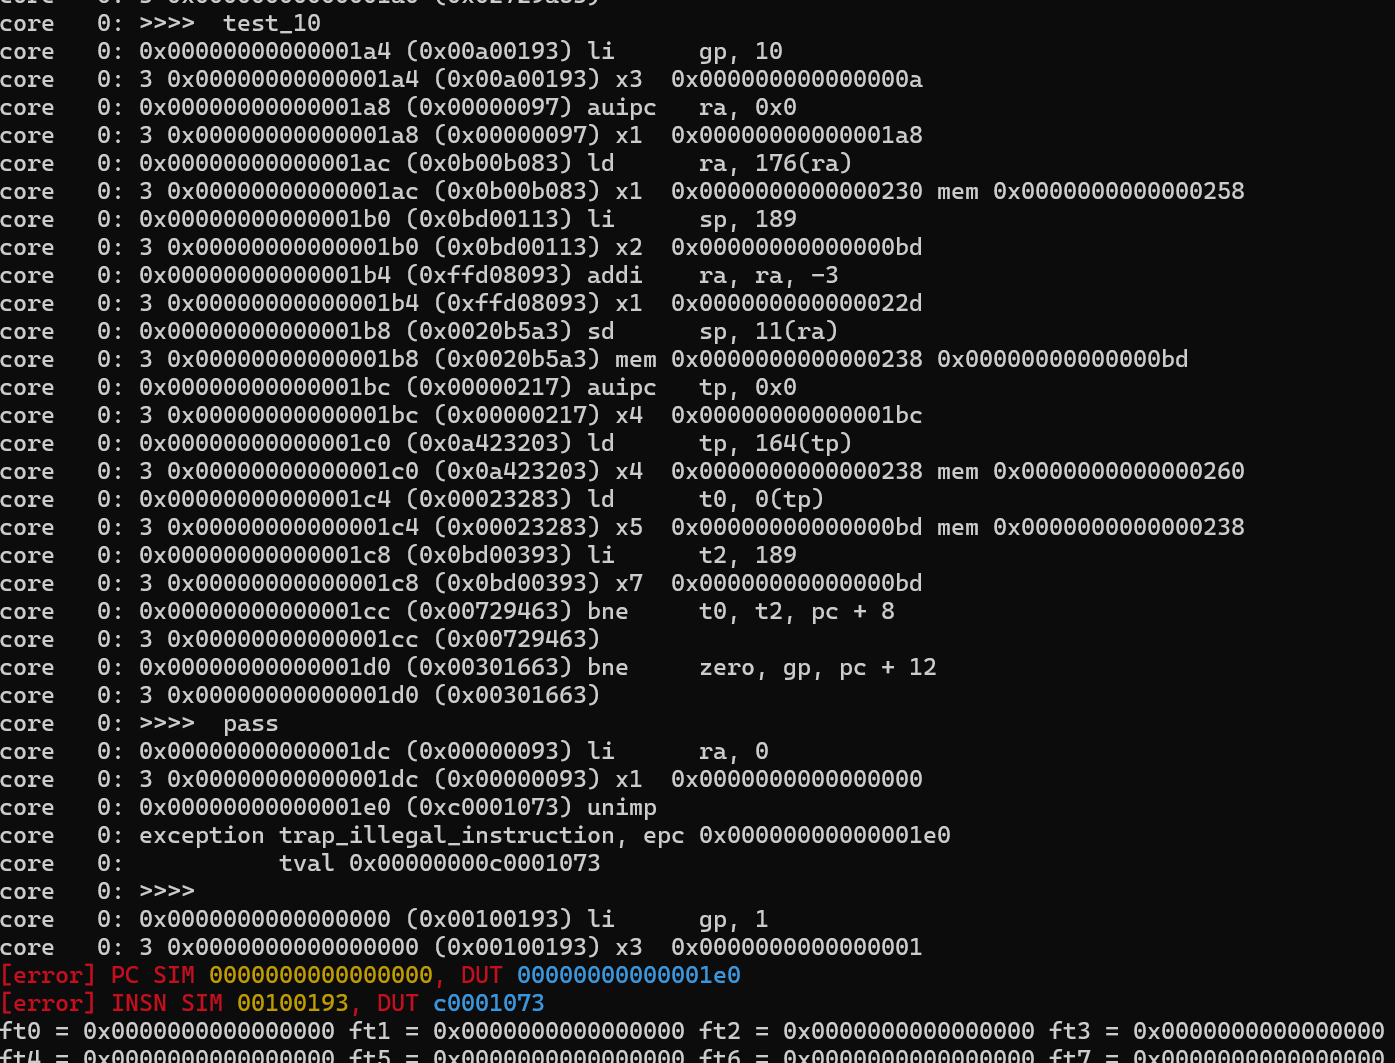 core   0: 3 0x00000000000001a0 (0x02729a63)
core   0: >>>>  test_10
core   0: 0x00000000000001a4 (0x00a00193) li      gp, 10
core   0: 3 0x00000000000001a4 (0x00a00193) x3  0x000000000000000a
core   0: 0x00000000000001a8 (0x00000097) auipc   ra, 0x0
core   0: 3 0x00000000000001a8 (0x00000097) x1  0x00000000000001a8
core   0: 0x00000000000001ac (0x0b00b083) ld      ra, 176(ra)
core   0: 3 0x00000000000001ac (0x0b00b083) x1  0x0000000000000230 mem 0x0000000000000258
core   0: 0x00000000000001b0 (0x0bd00113) li      sp, 189
core   0: 3 0x00000000000001b0 (0x0bd00113) x2  0x00000000000000bd
core   0: 0x00000000000001b4 (0xffd08093) addi    ra, ra, -3
core   0: 3 0x00000000000001b4 (0xffd08093) x1  0x000000000000022d
core   0: 0x00000000000001b8 (0x0020b5a3) sd      sp, 11(ra)
core   0: 3 0x00000000000001b8 (0x0020b5a3) mem 0x0000000000000238 0x00000000000000bd
core   0: 0x00000000000001bc (0x00000217) auipc   tp, 0x0
core   0: 3 0x00000000000001bc (0x00000217) x4  0x00000000000001bc
core   0: 0x00000000000001c0 (0x0a423203) ld      tp, 164(tp)
core   0: 3 0x00000000000001c0 (0x0a423203) x4  0x0000000000000238 mem 0x0000000000000260
core   0: 0x00000000000001c4 (0x00023283) ld      t0, 0(tp)
core   0: 3 0x00000000000001c4 (0x00023283) x5  0x00000000000000bd mem 0x0000000000000238
core   0: 0x00000000000001c8 (0x0bd00393) li      t2, 189
core   0: 3 0x00000000000001c8 (0x0bd00393) x7  0x00000000000000bd
core   0: 0x00000000000001cc (0x00729463) bne     t0, t2, pc + 8
core   0: 3 0x00000000000001cc (0x00729463)
core   0: 0x00000000000001d0 (0x00301663) bne     zero, gp, pc + 12
core   0: 3 0x00000000000001d0 (0x00301663)
core   0: >>>>  pass
core   0: 0x00000000000001dc (0x00000093) li      ra, 0
core   0: 3 0x00000000000001dc (0x00000093) x1  0x0000000000000000
core   0: 0x00000000000001e0 (0xc0001073) unimp
core   0: exception trap_illegal_instruction, epc 0x00000000000001e0
core   0:           tval 0x00000000c0001073
core   0: >>>>
core   0: 0x0000000000000000 (0x00100193) li      gp, 1
core   0: 3 0x0000000000000000 (0x00100193) x3  0x0000000000000001
[error] PC SIM 0000000000000000, DUT 00000000000001e0
[error] INSN SIM 00100193, DUT c0001073
ft0 = 0x0000000000000000 ft1 = 0x0000000000000000 ft2 = 0x0000000000000000 ft3 = 0x0000000000000000
ft4 = 0x0000000000000000 ft5 = 0x0000000000000000 ft6 = 0x0000000000000000 ft7 = 0x0000000000000000